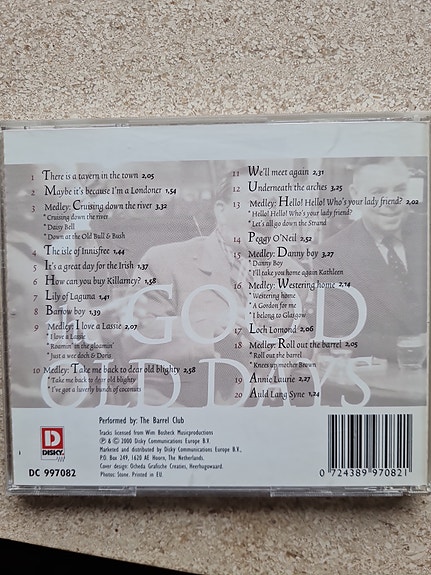 1 There is a tavern in the town 2,05
2 Maybe it's because I'm a Londoner 1,54
3 Medley: Cruising down the river 3,32
* Cruising down the river
* Daisy Bell
* Down at the Old Bull & Bush
4 The isle of Innisfree 1,44
5 It's a great day for the Irish 1,37
6 How can you buy Killarney? 1,58
7 Lily of Laguna 1,41
8 Barrow boy 1,39
9 Medley: I love a Lassie 2,07
* I love a Lassie
* Roamin' in the gloamin'
* Just a wee doch & Doris
10 Medley: Take me back to dear old blighty 2,58
* Take me back to dear old blighty
* I've got a luverly bunch of coconuts
11 We'll meet again 2,31
12 Underneath the arches 3,25
13 Medley: Hello! Hello! Who's your lady friend? 2,02
* Hello! Hello! Who's your lady friend?
* Let's all go down the Strand
14 Peggy O'Neil 2,52
15 Medley: Danny boy 3,27
* Danny Boy
* I'll take you home again Kathleen
16 Medley: Westering home 2,14
* Westering home
* A Gordon for me
* I belong to Glasgow
17 Loch Lomond 2,06
18 Medley: Roll out the barrel 2,05
* Roll out the barrel
* Knees up mother Brown
19 Annie Laurie 2,27
20 Auld Lang Syne 1,24
GOOD
OLD DAYS
D
DISKY
DC 997082
Performed by: The Barrel Club
Tracks licensed from Wim Bosheck Musicproductions
℗ & © 2000 Disky Communications Europe B.V.
Marketed and distributed by Disky Communications Europe B.V.,
P.O. Box 249, 1620 AE Hoorn, The Netherlands.
Cover design: Ocheda Grafische Creaties, Heerhugowaard.
Photos: Stone. Printed in EU.
0 724389 970821